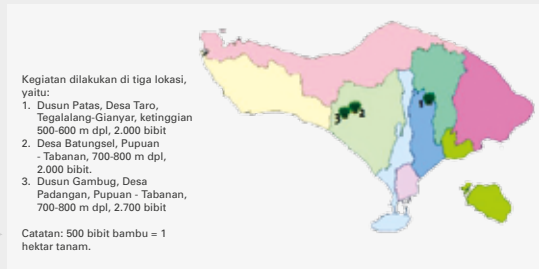 Kegiatan dilakukan di tiga lokasi,
yaitu:
1. Dusun Patas, Desa Taro,
Tegalalang-Gianyar, ketinggian
500-600 m dpl, 2.000 bibit
2. Desa Batungsel, Pupuan
- Tabanan, 700-800 m dpl,
2.000 bibit.
3. Dusun Gambug, Desa
Padangan, Pupuan - Tabanan,
700-800 m dpl, 2.700 bibit
Catatan: 500 bibit bambu = 1
hektar tanam.
1
2
3